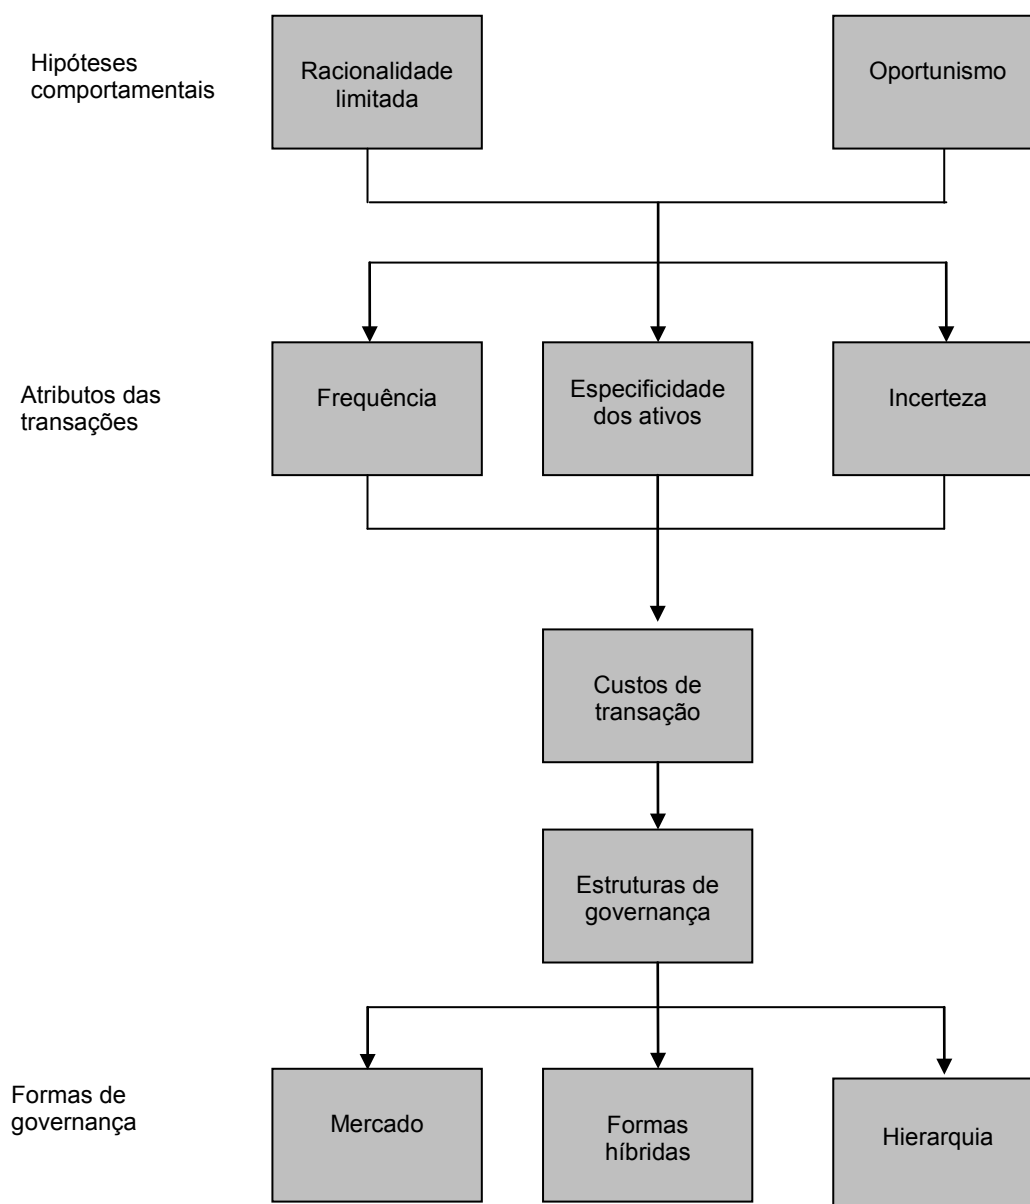 Hipóteses
comportamentais
Racionalidade
limitada
Oportunismo
Atributos das
transações
Frequência
Especificidade
dos ativos
Incerteza
Custos de
transação
Estruturas de
governança
Formas de
governança
Mercado
Formas
híbridas
Hierarquia